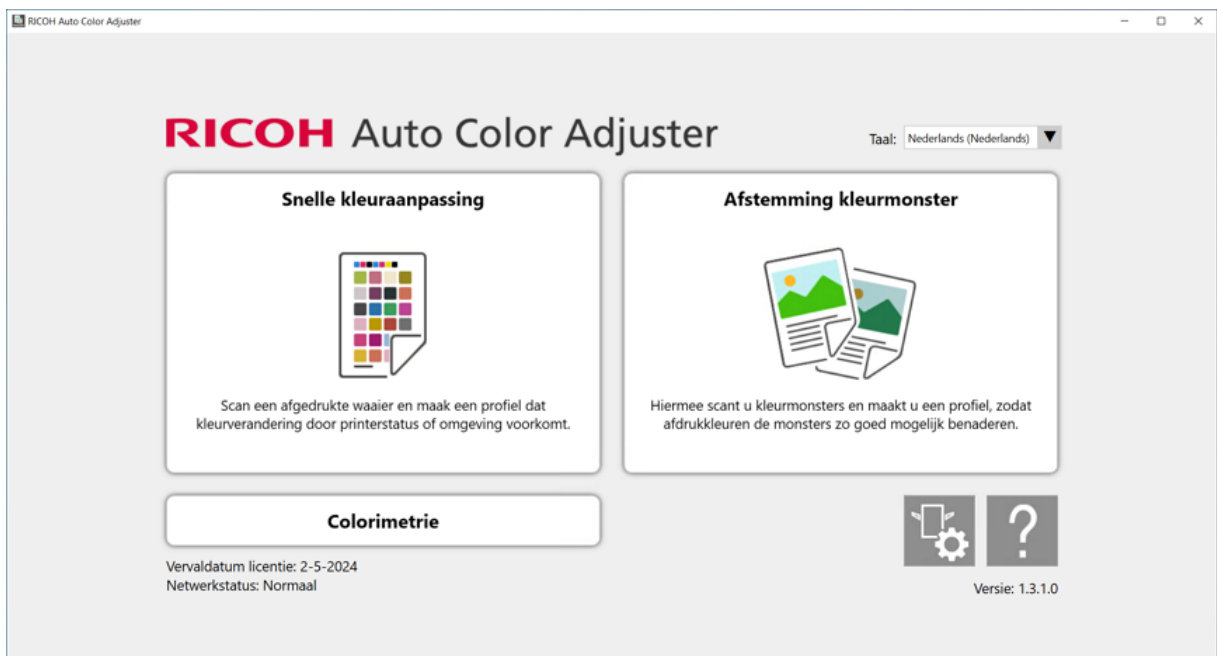 RICOH Auto Color Adjuster
RICOH Auto Color Adjuster
Taal: Nederlands (Nederlands)
Snelle kleuraanpassing
Scan een afgedrukte waaier en maak een profiel dat
kleurverandering door printerstatus of omgeving voorkomt.
Afstemming kleurmonster
Hiermee scant u kleurmonsters en maakt u een profiel, zodat
afdrukkleuren de monsters zo goed mogelijk benaderen.
Colorimetrie
?
Vervaldatum licentie: 2-5-2024
Netwerkstatus: Normaal
Versie: 1.3.1.0